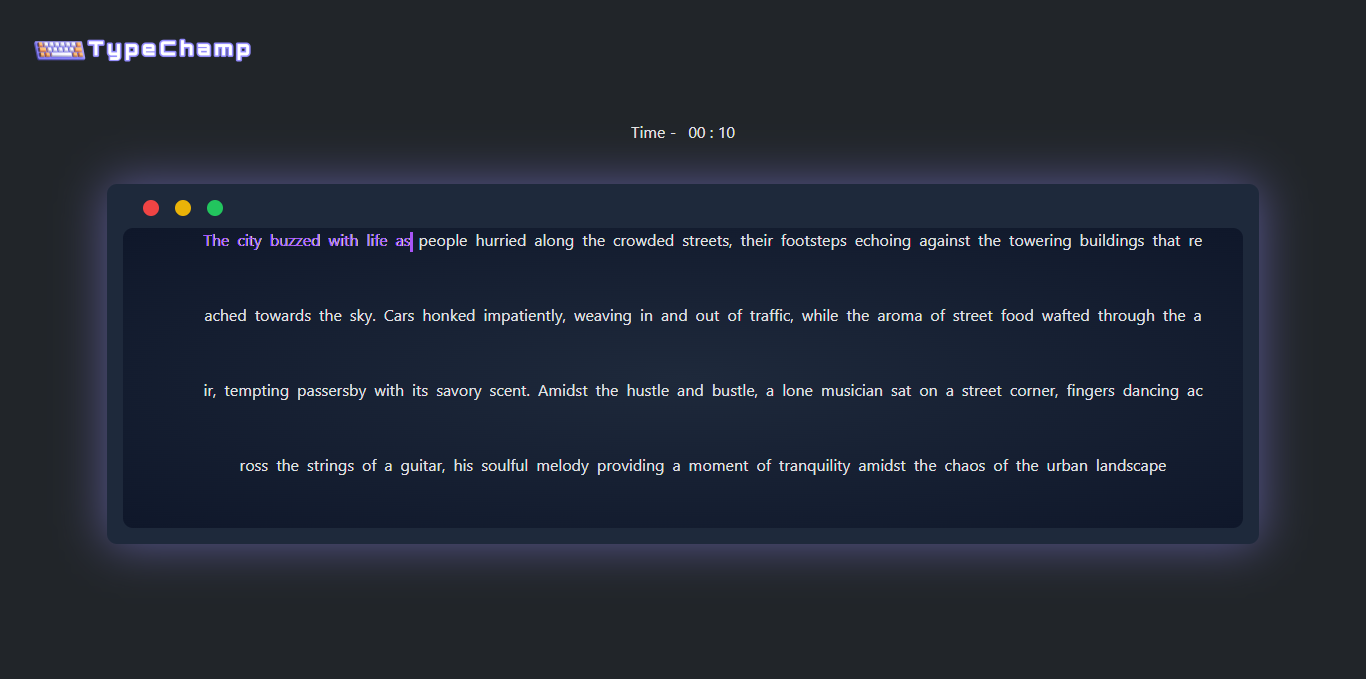 TypeChamp
Time - 00 : 10
The city buzzed with life as people hurried along the crowded streets, their footsteps echoing against the towering buildings that re
ached towards the sky. Cars honked impatiently, weaving in and out of traffic, while the aroma of street food wafted through the a
ir, tempting passersby with its savory scent. Amidst the hustle and bustle, a lone musician sat on a street corner, fingers dancing ac
ross the strings of a guitar, his soulful melody providing a moment of tranquility amidst the chaos of the urban landscape